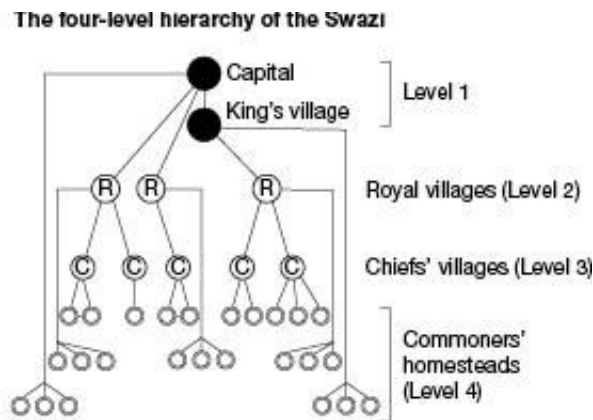 The four-level hierarchy of the Swazi
Capital
Level 1
King's village
R R R
Royal villages (Level 2)
C C C C C
Chiefs' villages (Level 3)
Commoners'
homesteads
(Level 4)